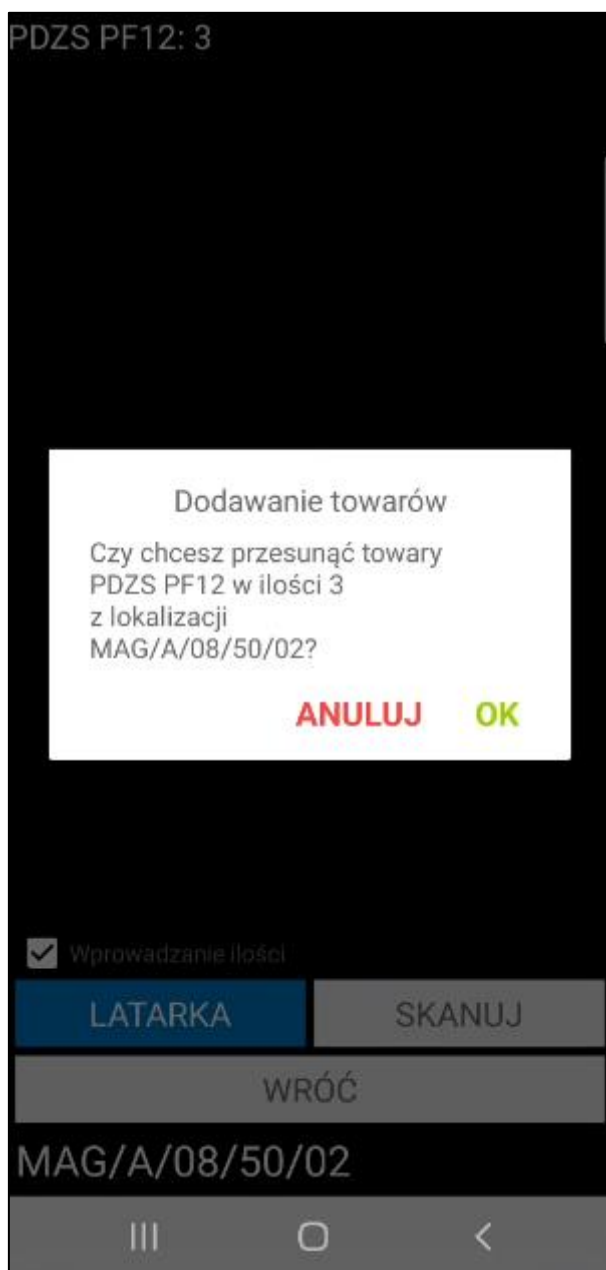 PDZS PF12: 3
Dodawanie towarów
Czy chcesz przesunąć towary
PDZS PF12 w ilości 3
z lokalizacji
MAG/A/08/50/02?
ANULUJ OK
Wprowadzanie ilości
LATARKA SKANUJ
WRÓĆ
MAG/A/08/50/02